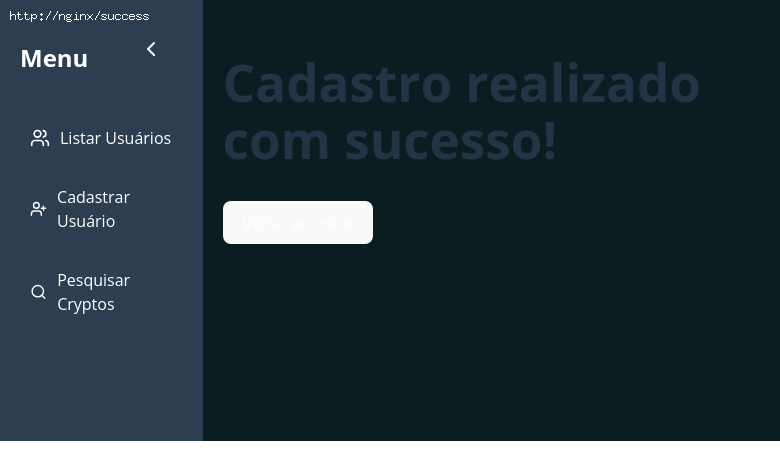 http://nginx/success
Menu
Listar Usuários
Cadastrar
Usuário
Pesquisar
Cryptos
Cadastro realizado
com sucesso!
Voltar ao Início